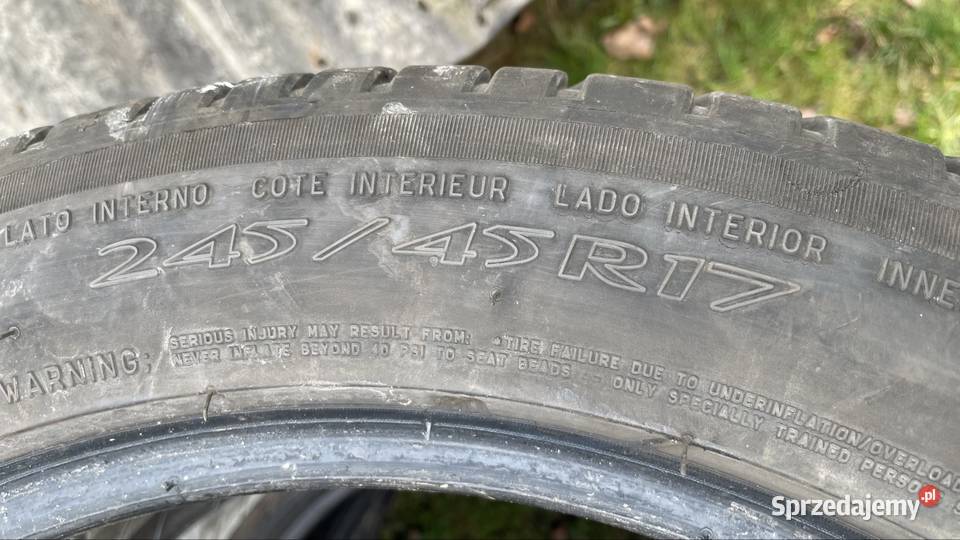 LATO INTERNO COTE INTERIEUR LADO INTERIOR INNE
245/45R17
WARNING: SERIOUS INJURY MAY RESULT FROM: •TIRE FAILURE DUE TO UNDERINFLATION/OVERLOA
NEVER INFLATE BEYOND 40 PSI TO SEAT BEADS - ONLY SPECIALLY TRAINED PERSO
Sprzedajemy.pl